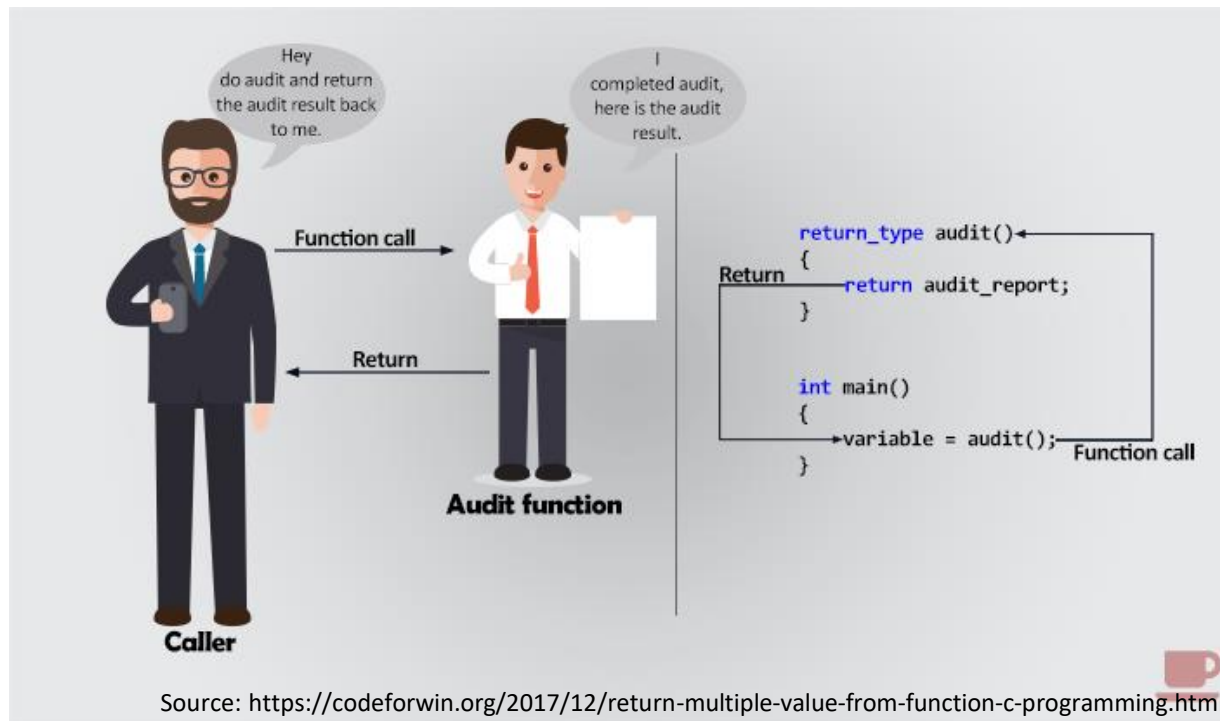 Hey
do audit and return
the audit result back
to me.
I
completed audit,
here is the audit
result.
Function call
Return
Caller
Audit function
return_type audit()
{
return audit_report;
}
Return
int main()
{
variable = audit();
}
Function call
Source: https://codeforwin.org/2017/12/return-multiple-value-from-function-c-programming.htm